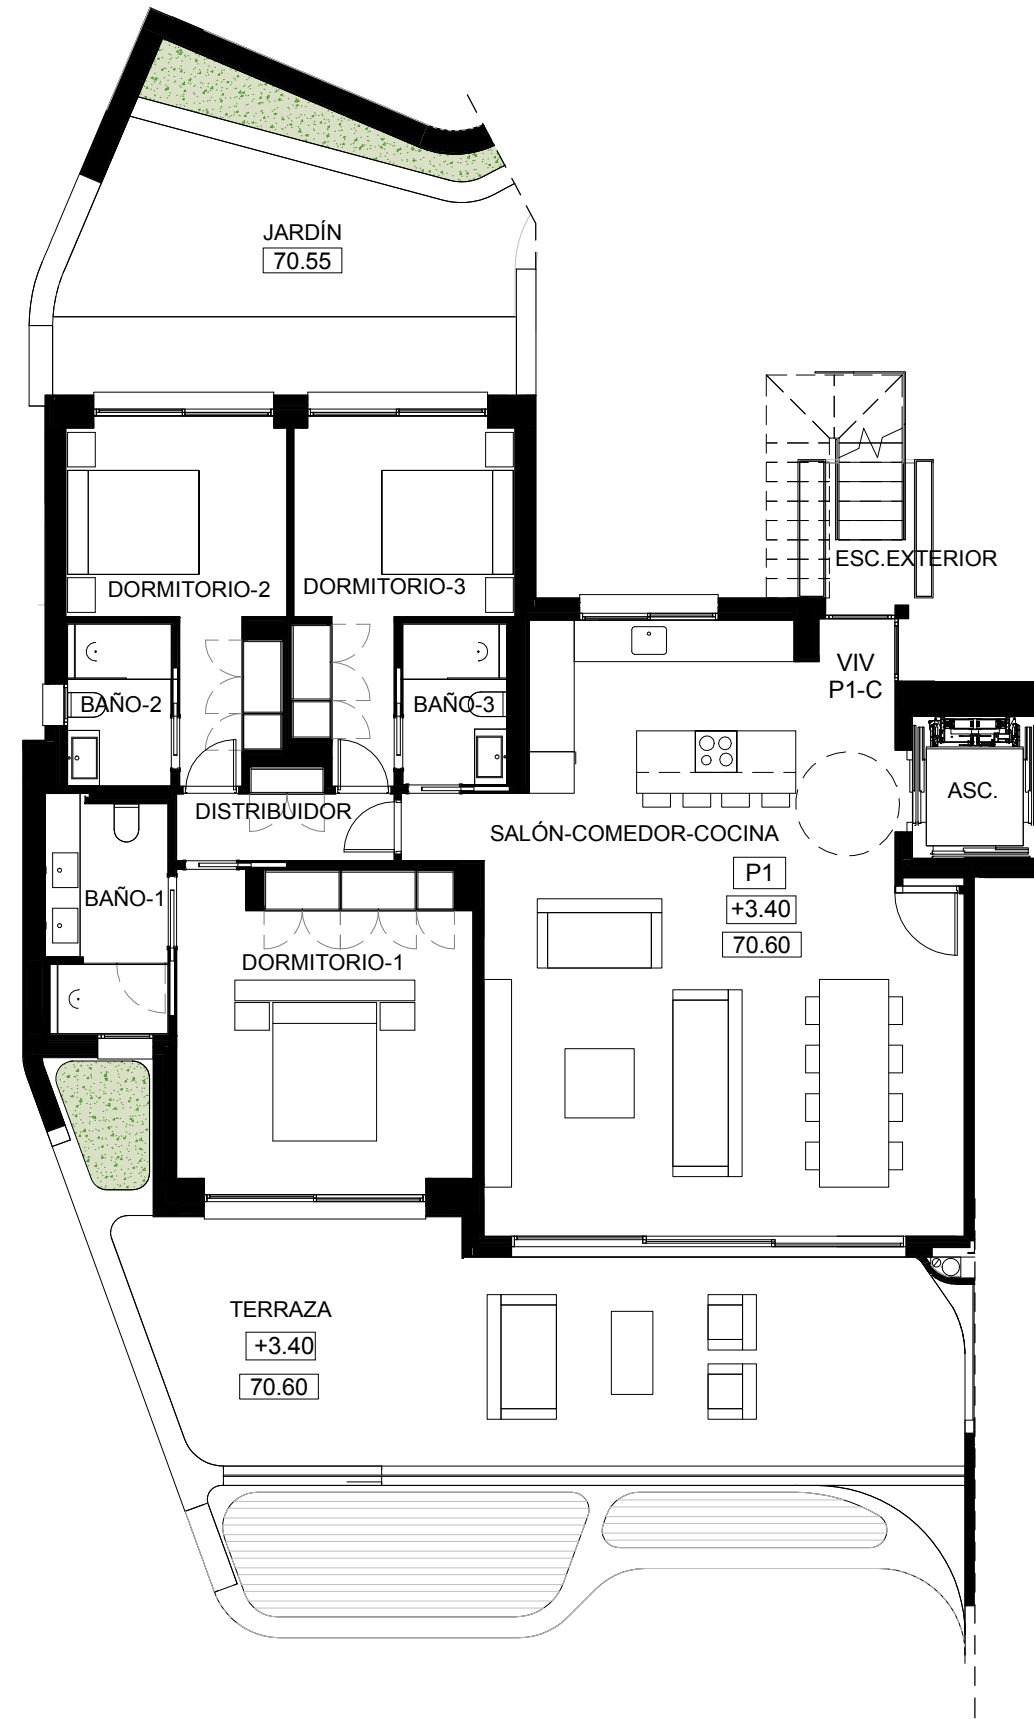 JARDÍN
70.55
ESC.EXTERIOR
DORMITORIO-2
DORMITORIO-3
VIV
P1-C
BAÑO-2
BAÑO-3
ASC.
DISTRIBUIDOR
SALÓN-COMEDOR-COCINA
P1
+3.40
70.60
BAÑO-1
DORMITORIO-1
TERRAZA
+3.40
70.60